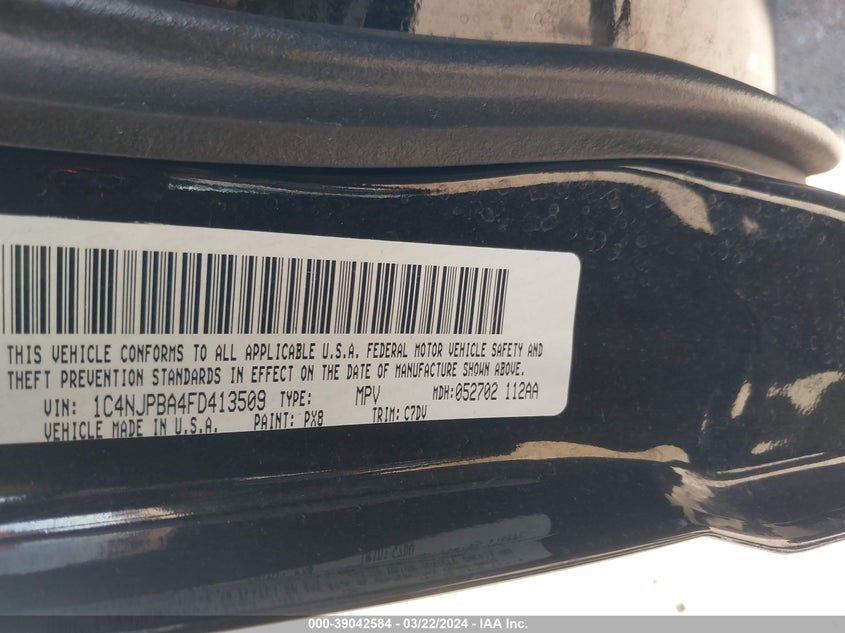 THIS VEHICLE CONFORMS TO ALL APPLICABLE U.S.A. FEDERAL MOTOR VEHICLE SAFETY AND
THEFT PREVENTION STANDARDS IN EFFECT ON THE DATE OF MANUFACTURE SHOWN ABOVE.
VIN: 1C4NJPBA4FD413509 TYPE: MPV MDH:052702 112AA
VEHICLE MADE IN U.S.A. PAINT: PX8 TRIM: C7DV
000-39042584 - 03/22/2024 - IAA Inc.